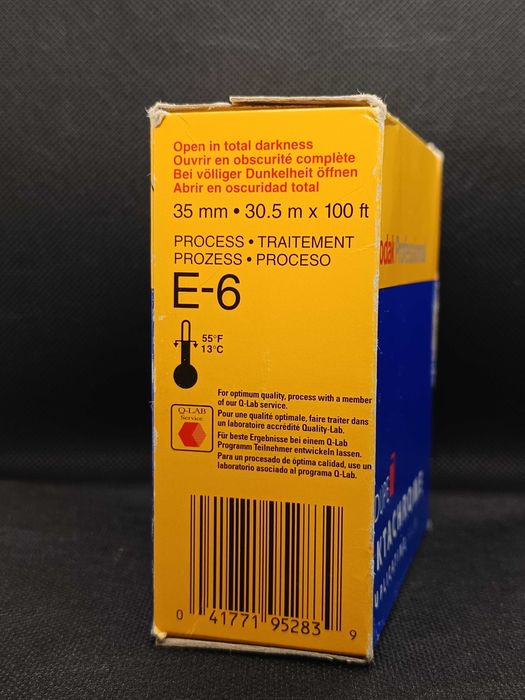 Open in total darkness
Ouvrir en obscurité complète
Bei völliger Dunkelheit öffnen
Abrir en oscuridad total
35 mm • 30.5 m x 100 ft
PROCESS • TRAITEMENT
PROZESS • PROCESO
E-6
55°F
13°C
Q-LAB
Service
For optimum quality, process with a member
of our Q-Lab service.
Pour une qualité optimale, faire traiter dans
un laboratoire accrédité Quality-Lab.
Für beste Ergebnisse bei einem Q-Lab
Programm Teilnehmer entwickeln lassen.
Para un procesado de óptima calidad, use un
laboratorio asociado al programa Q-Lab.
0 41771 95283 9
odak Professional
KTACHROME